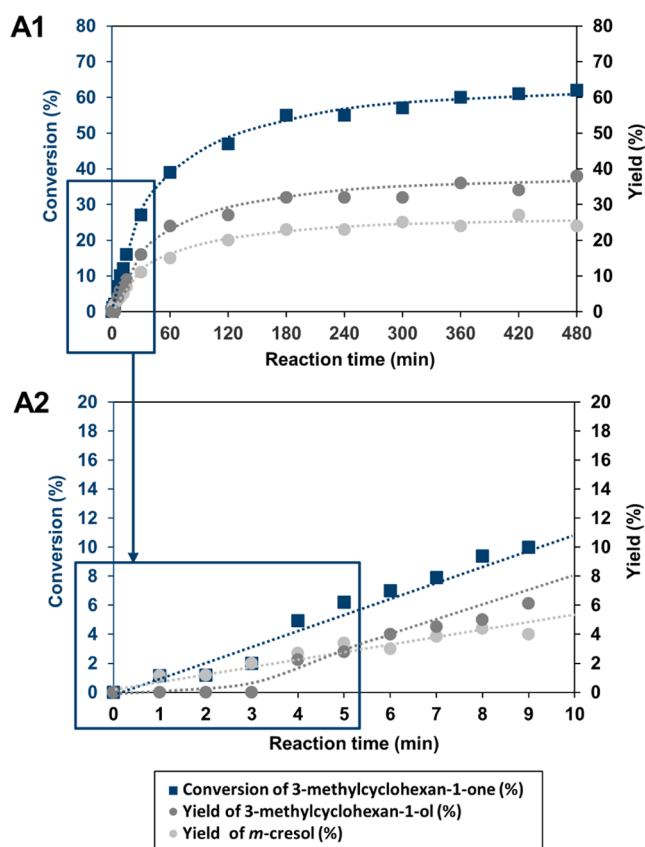 A1
80 80
70 70
60 60
50 50
40 40
30 30
20 20
10 10
0 0
Conversion (%)
Yield (%)
0 60 120 180 240 300 360 420 480
Reaction time (min)
A2
20 20
18 18
16 16
14 14
12 12
10 10
8 8
6 6
4 4
2 2
0 0
Conversion (%)
Yield (%)
0 1 2 3 4 5 6 7 8 9 10
Reaction time (min)
Conversion of 3-methylcyclohexan-1-one (%)
Yield of 3-methylcyclohexan-1-ol (%)
Yield of m-cresol (%)